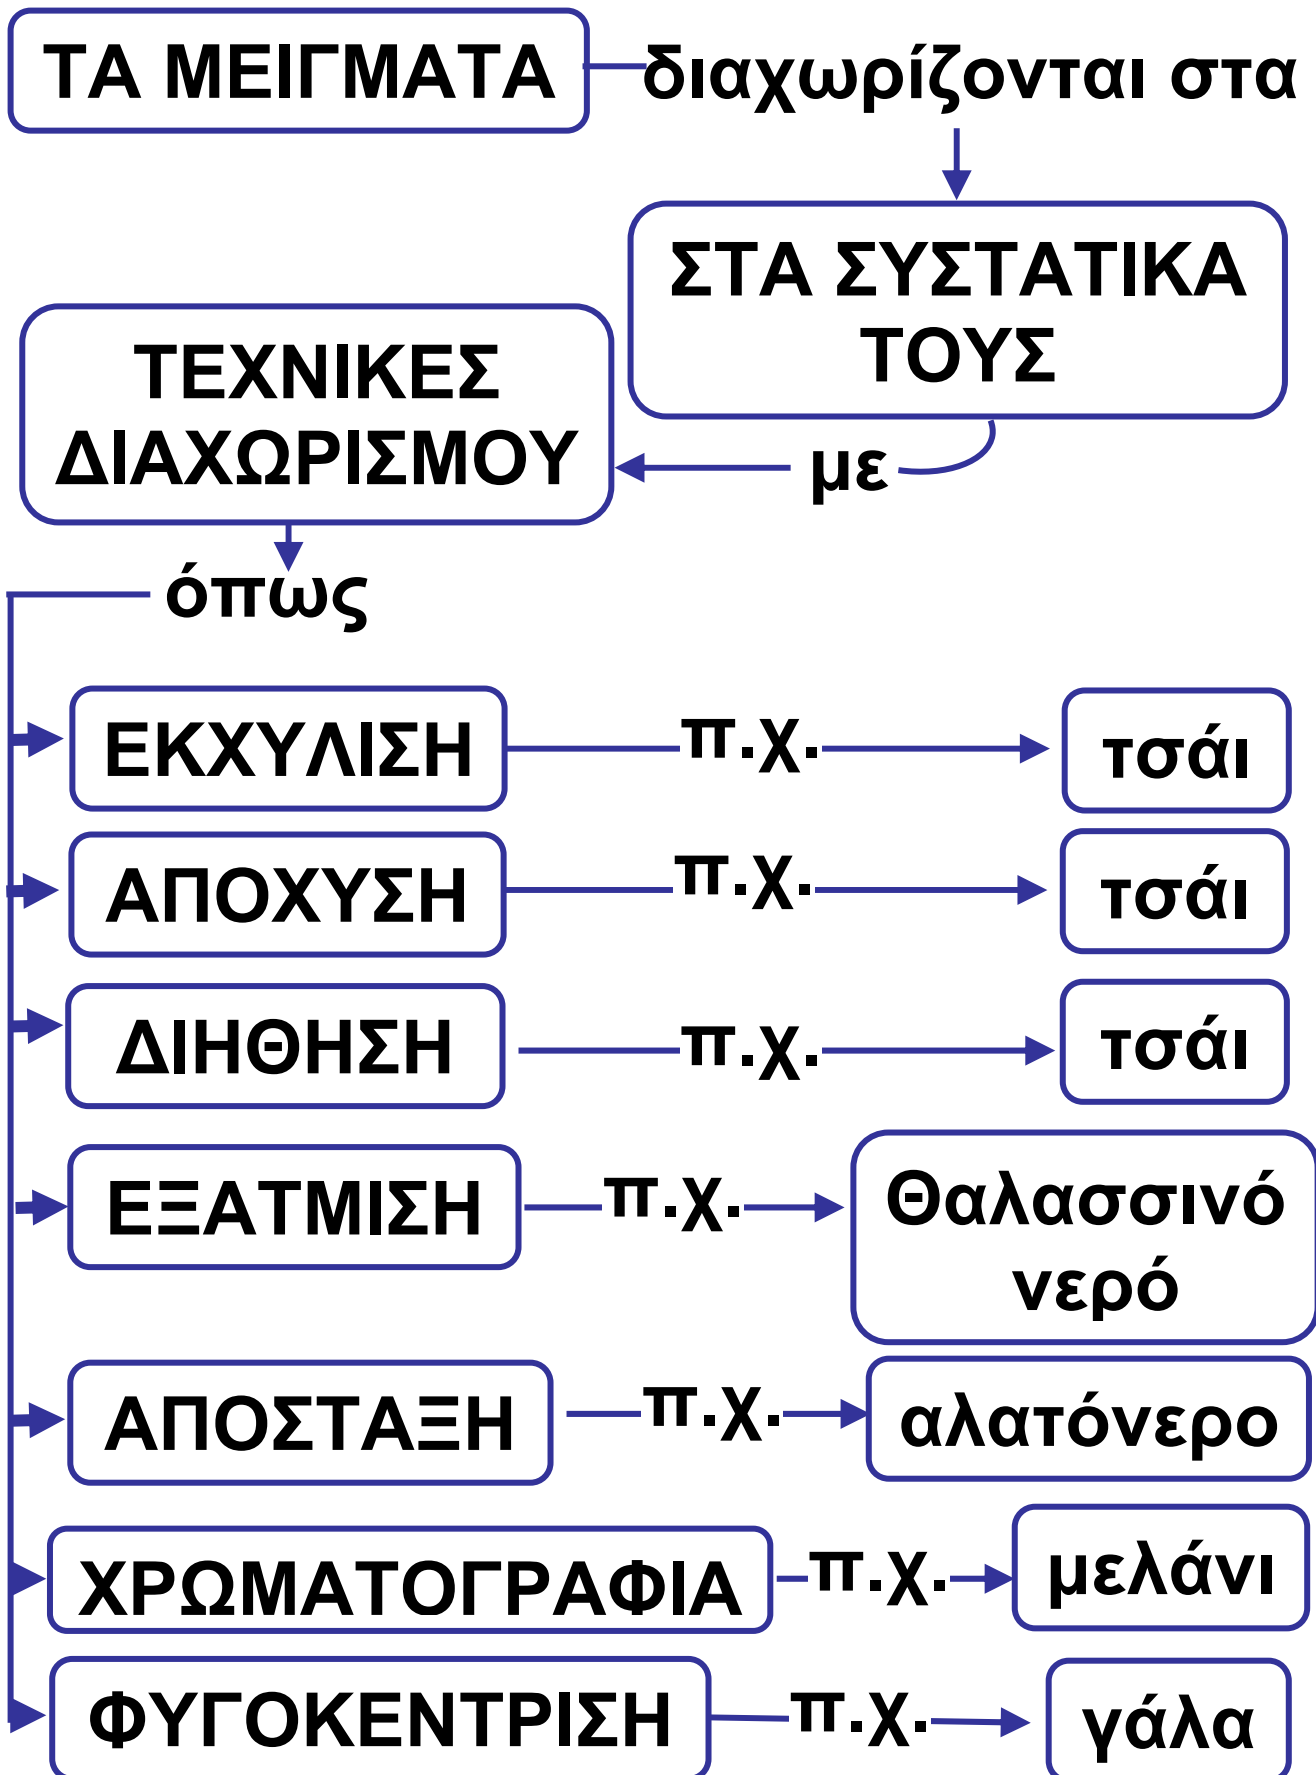 ΤΑ ΜΕΙΓΜΑΤΑ διαχωρίζονται στα
ΣΤΑ ΣΥΣΤΑΤΙΚΑ
ΤΟΥΣ
με
ΤΕΧΝΙΚΕΣ
ΔΙΑΧΩΡΙΣΜΟΥ
όπως
ΕΚΧΥΛΙΣΗ π.χ. τσάι
ΑΠΟΧΥΣΗ π.χ. τσάι
ΔΙΗΘΗΣΗ π.χ. τσάι
ΕΞΑΤΜΙΣΗ π.χ. Θαλασσινό
νερό
ΑΠΟΣΤΑΞΗ π.χ. αλατόνερο
ΧΡΩΜΑΤΟΓΡΑΦΙΑ π.χ. μελάνι
ΦΥΓΟΚΕΝΤΡΙΣΗ π.χ. γάλα